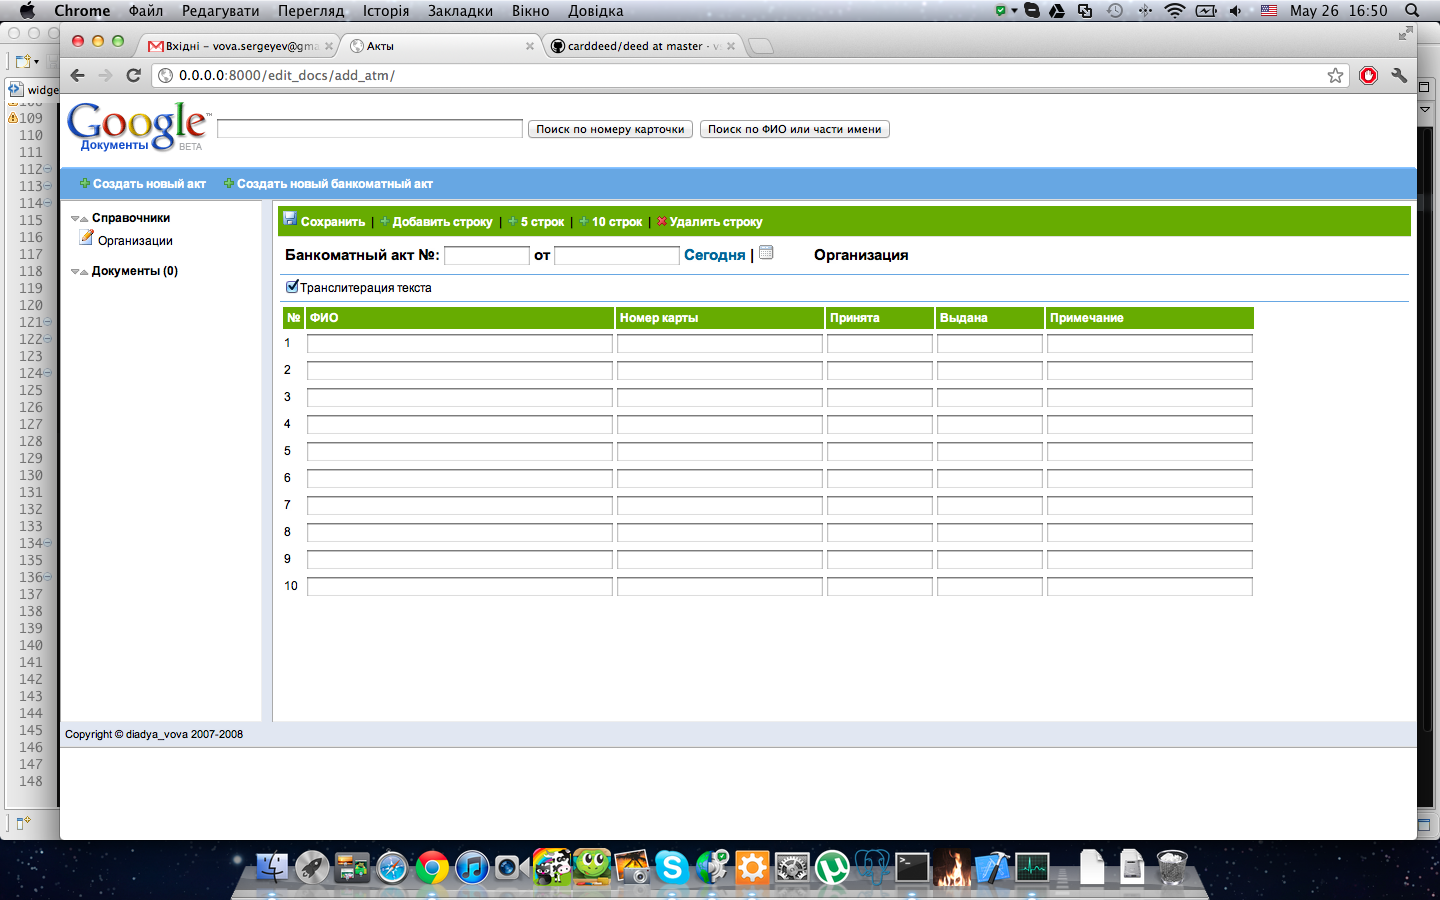 Chrome Файл Редагувати Перегляд Історія Закладки Вікно Довідка May 26 16:50
Вхідні – vova.sergeyev@gma
Акты
carddeed/deed at master · v
0.0.0.0:8000/edit_docs/add_atm/
widge
Google™
Документы BETA
Поиск по номеру карточки Поиск по ФИО или части имени
Создать новый акт Создать новый банкоматный акт
Справочники
Организации
Документы (0)
Сохранить | Добавить строку | 5 строк | 10 строк | Удалить строку
Банкоматный акт №: от Сегодня | Организация
Транслитерация текста
№ ФИО Номер карты Принята Выдана Примечание
1
2
3
4
5
6
7
8
9
10
Copyright © diadya_vova 2007-2008
109
110
111
112
113
114
115
116
117
118
119
120
121
122
123
124
125
126
127
128
129
130
131
132
133
134
135
136
137
138
139
140
141
142
143
144
145
146
147
148